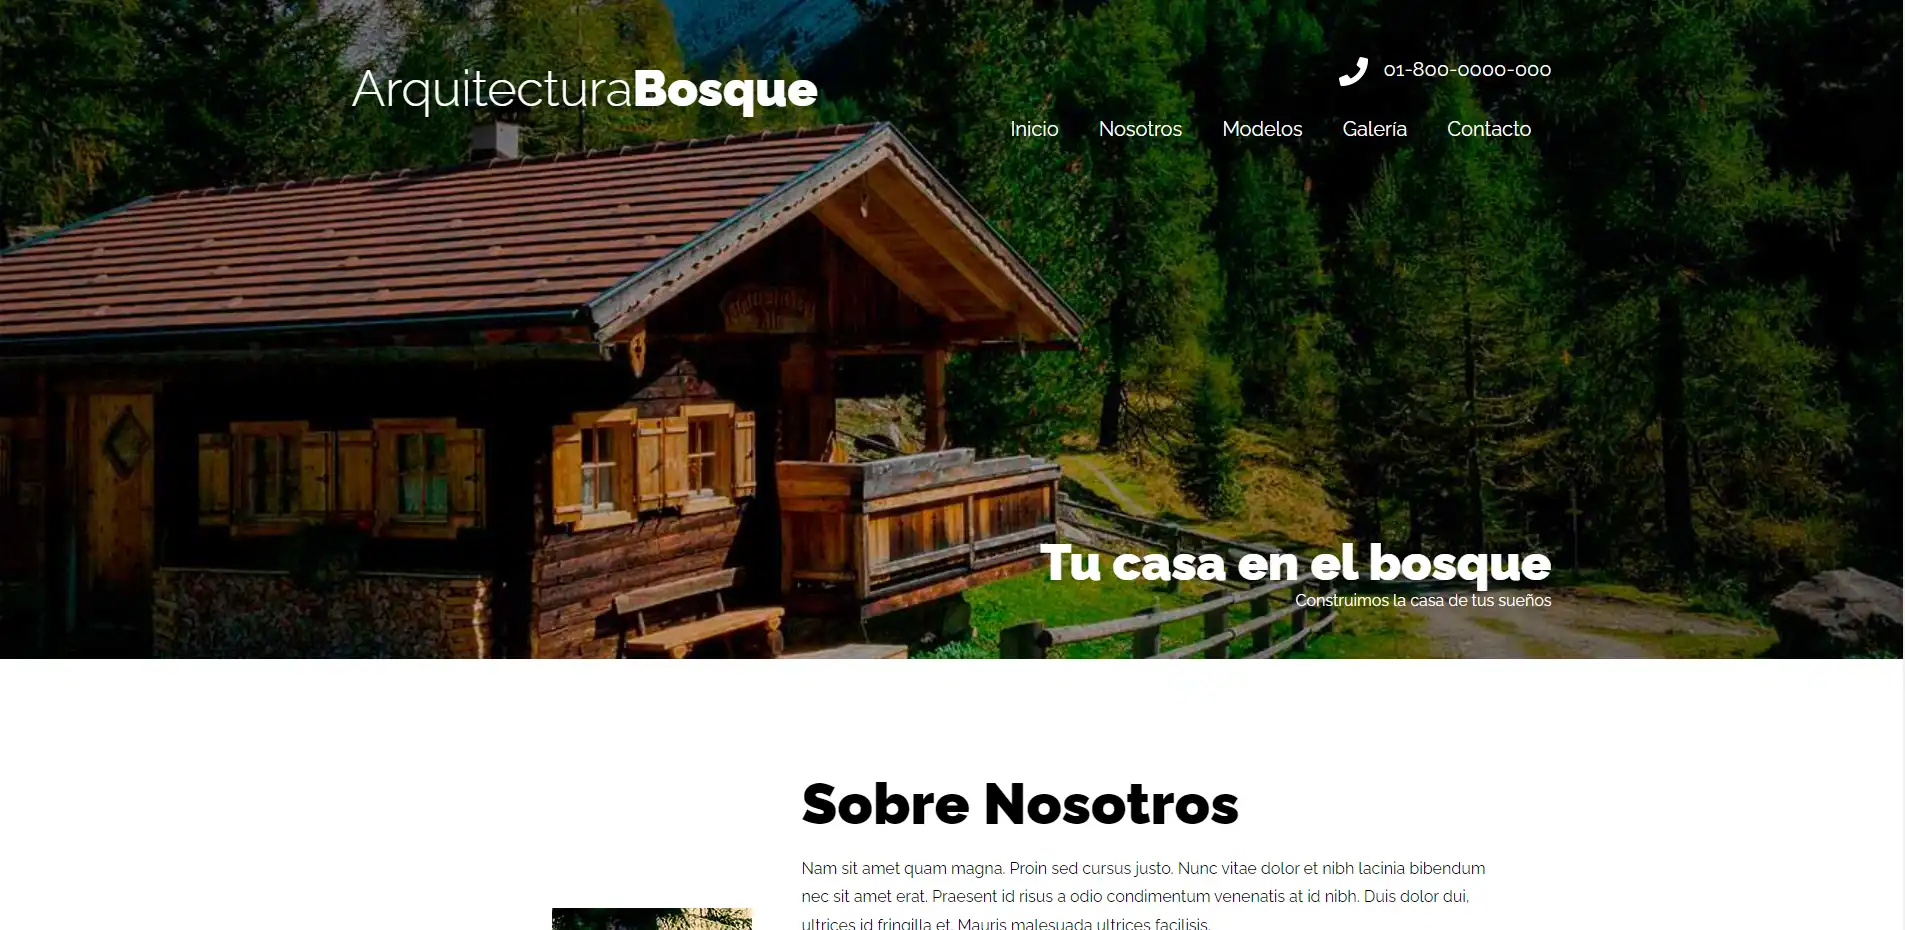 ArquitecturaBosque
01-800-0000-000
Inicio Nosotros Modelos Galería Contacto
Tu casa en el bosque
Construimos la casa de tus sueños
Sobre Nosotros
Nam sit amet quam magna. Proin sed cursus justo. Nunc vitae dolor et nibh lacinia bibendum
nec sit amet erat. Praesent id risus a odio condimentum venenatis at id nibh. Duis dolor dui,
ultrices id fringilla et. Mauris malesuada ultrices facilisis.